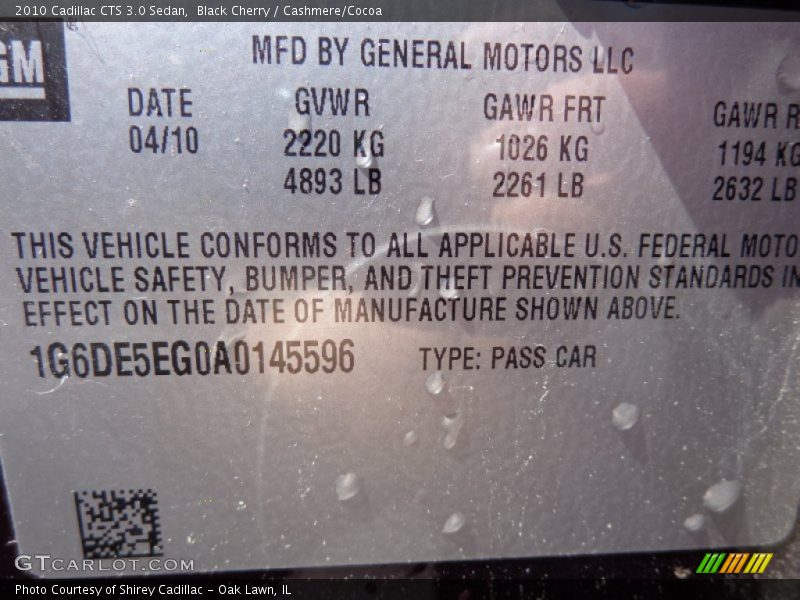 2010 Cadillac CTS 3.0 Sedan, Black Cherry / Cashmere/Cocoa
GM
MFD BY GENERAL MOTORS LLC
DATE GVWR GAWR FRT GAWR R
04/10 2220 KG 1026 KG 1194 KG
4893 LB 2261 LB 2632 LB
THIS VEHICLE CONFORMS TO ALL APPLICABLE U.S. FEDERAL MOTO
VEHICLE SAFETY, BUMPER, AND THEFT PREVENTION STANDARDS IN
EFFECT ON THE DATE OF MANUFACTURE SHOWN ABOVE.
1G6DE5EG0A0145596 TYPE: PASS CAR
GTCARLOT.COM
Photo Courtesy of Shirey Cadillac - Oak Lawn, IL